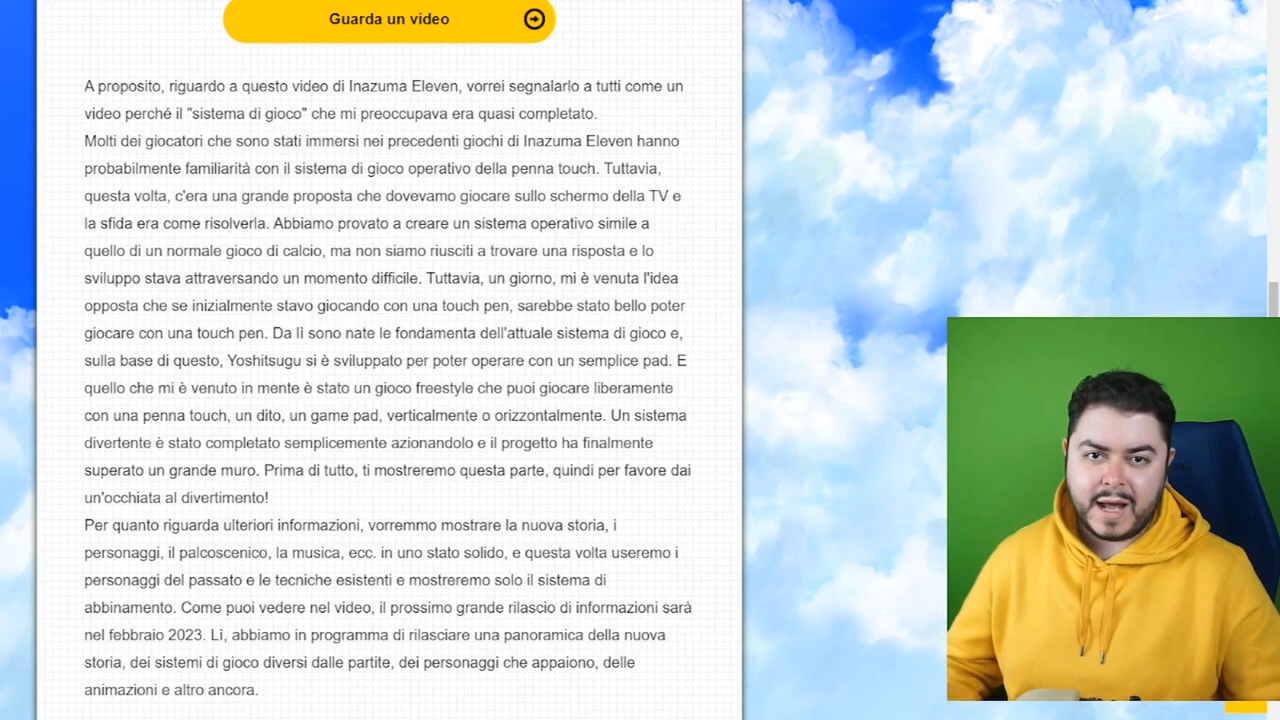 Guarda un video
A proposito, riguardo a questo video di Inazuma Eleven, vorrei segnalarlo a tutti come un
video perché il "sistema di gioco" che mi preoccupava era quasi completato.
Molti dei giocatori che sono stati immersi nei precedenti giochi di Inazuma Eleven hanno
probabilmente familiarità con il sistema di gioco operativo della penna touch. Tuttavia,
questa volta, c'era una grande proposta che dovevamo giocare sullo schermo della TV e
la sfida era come risolverla. Abbiamo provato a creare un sistema operativo simile a
quello di un normale gioco di calcio, ma non siamo riusciti a trovare una risposta e lo
sviluppo stava attraversando un momento difficile. Tuttavia, un giorno, mi è venuta l'idea
opposta che se inizialmente stavo giocando con una touch pen, sarebbe stato bello poter
giocare con una touch pen. Da lì sono nate le fondamenta dell'attuale sistema di gioco e,
sulla base di questo, Yoshitsugu si è sviluppato per poter operare con un semplice pad. E
quello che mi è venuto in mente è stato un gioco freestyle che puoi giocare liberamente
con una penna touch, un dito, un game pad, verticalmente o orizzontalmente. Un sistema
divertente è stato completato semplicemente azionandolo e il progetto ha finalmente
superato un grande muro. Prima di tutto, ti mostreremo questa parte, quindi per favore dai
un'occhiata al divertimento!
Per quanto riguarda ulteriori informazioni, vorremmo mostrare la nuova storia, i
personaggi, il palcoscenico, la musica, ecc. in uno stato solido, e questa volta useremo i
personaggi del passato e le tecniche esistenti e mostreremo solo il sistema di
abbinamento. Come puoi vedere nel video, il prossimo grande rilascio di informazioni sarà
nel febbraio 2023. Lì, abbiamo in programma di rilasciare una panoramica della nuova
storia, dei sistemi di gioco diversi dalle partite, dei personaggi che appaiono, delle
animazioni e altro ancora.